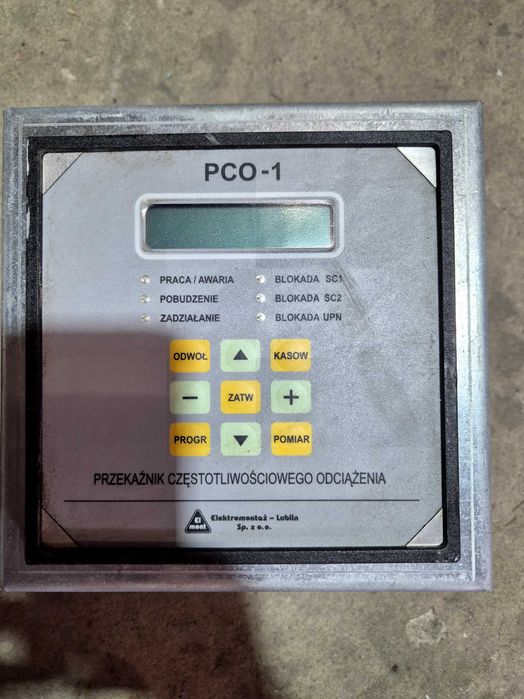 PCO-1
PRACA / AWARIA
BLOKADA SC1
POBUDZENIE
BLOKADA SC2
ZADZIAŁANIE
BLOKADA UPN
ODWOŁ
▲
KASOW
−
ZATW
+
PROGR
▼
POMIAR
PRZEKAŹNIK CZĘSTOTLIWOŚCIOWEGO ODCIĄŻENIA
El
mont
Elektromontaż – Lublin
Sp. z o.o.